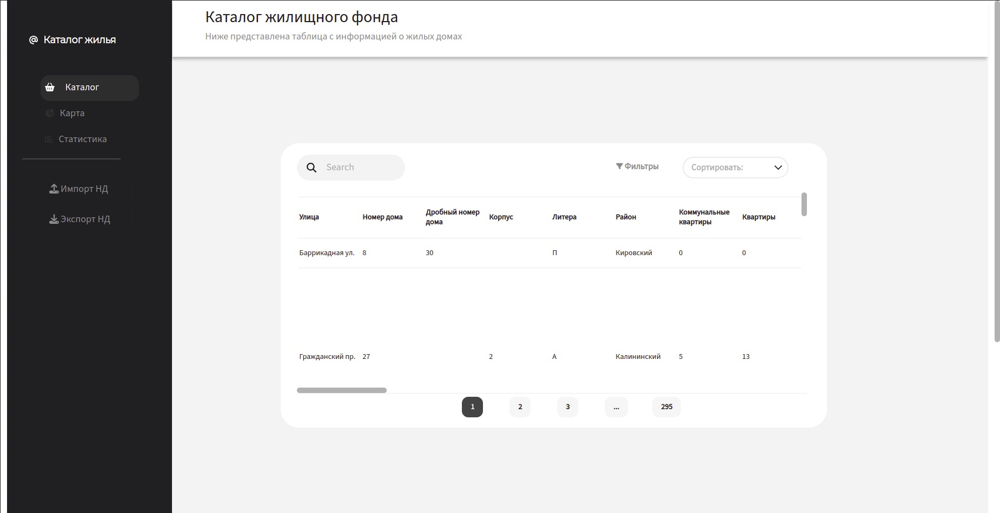 Каталог жилья
Каталог
Карта
Статистика
Импорт НД
Экспорт НД
Каталог жилищного фонда
Ниже представлена таблица с информацией о жилых домах
Search
Фильтры
Сортировать:
Улица Номер дома Дробный номер дома Корпус Литера Район Коммунальные квартиры Квартиры
Баррикадная ул. 8 30 П Кировский 0 0
Гражданский пр. 27 2 А Калининский 5 13
1 2 3 ... 295